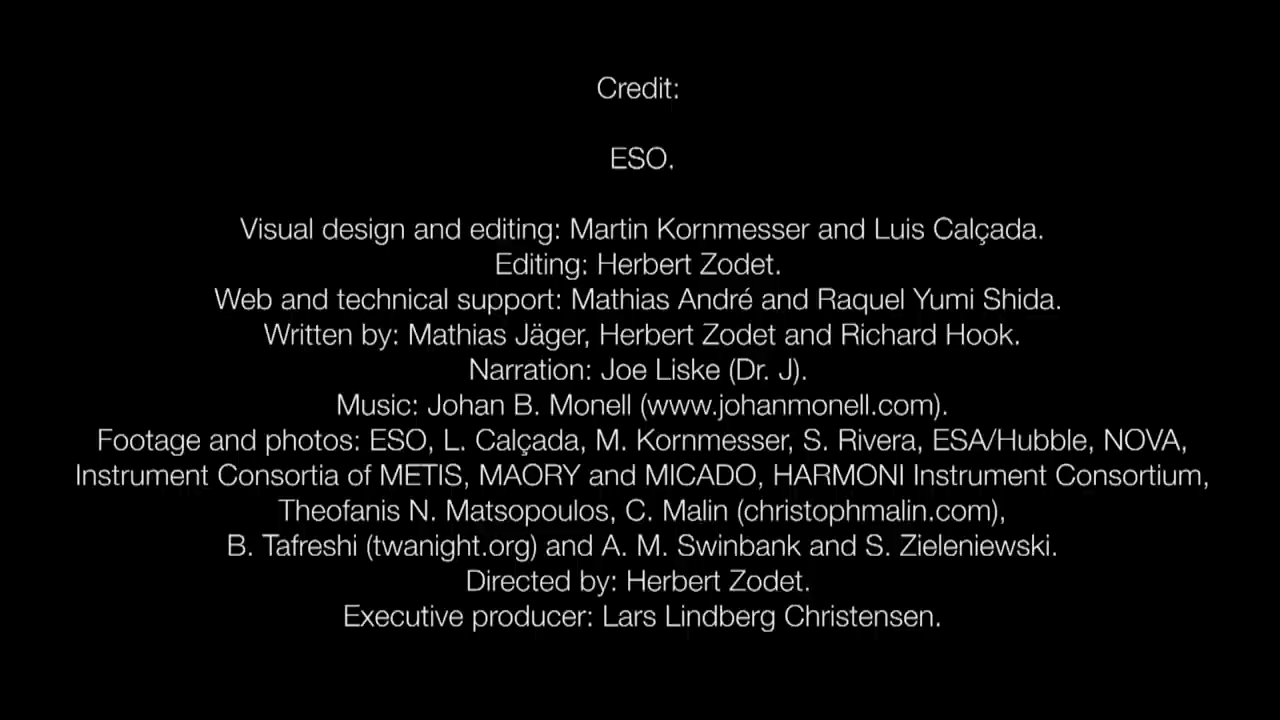 Credit:
ESO.
Visual design and editing: Martin Kornmesser and Luis Calçada.
Editing: Herbert Zodet.
Web and technical support: Mathias André and Raquel Yumi Shida.
Written by: Mathias Jäger, Herbert Zodet and Richard Hook.
Narration: Joe Liske (Dr. J).
Music: Johan B. Monell (www.johanmonell.com).
Footage and photos: ESO, L. Calçada, M. Kornmesser, S. Rivera, ESA/Hubble, NOVA,
Instrument Consortia of METIS, MAORY and MICADO, HARMONI Instrument Consortium,
Theofanis N. Matsopoulos, C. Malin (christophmalin.com),
B. Tafreshi (twanight.org) and A. M. Swinbank and S. Zieleniewski.
Directed by: Herbert Zodet.
Executive producer: Lars Lindberg Christensen.